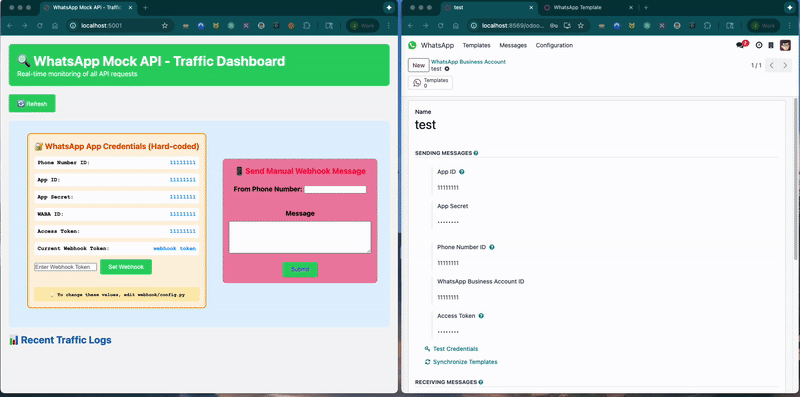 WhatsApp Mock API - Traffic
localhost:5001
Work
WhatsApp Mock API - Traffic Dashboard
Real-time monitoring of all API requests
Refresh
WhatsApp App Credentials (Hard-coded)
Phone Number ID: 11111111
App ID: 11111111
App Secret: 11111111
WABA ID: 11111111
Access Token: 11111111
Current Webhook Token: webhook token
Enter Webhook Token
Set Webhook
To change these values, edit webhook/config.py
Send Manual Webhook Message
From Phone Number:
Message
Submit
Recent Traffic Logs
test
WhatsApp Template
localhost:8569/odoo...
Work
WhatsApp
Templates
Messages
Configuration
New
WhatsApp Business Account
test
1 / 1
Templates
0
Name
test
SENDING MESSAGES ?
App ID ?
11111111
App Secret
••••••••
Phone Number ID ?
11111111
WhatsApp Business Account ID
11111111
Access Token ?
••••••••
Test Credentials
Synchronize Templates
RECEIVING MESSAGES ?